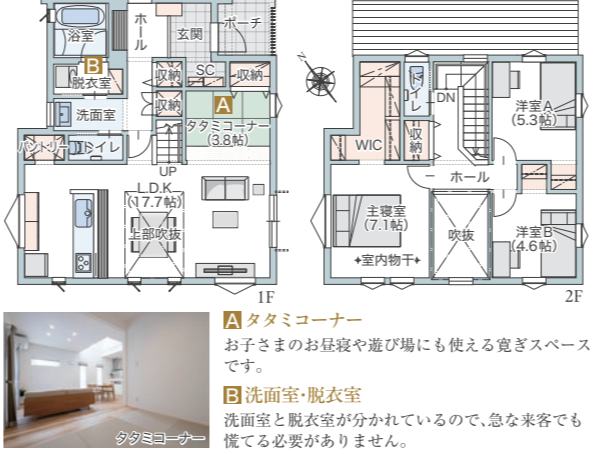 浴室
ホール
玄関
ポーチ
B
脱衣室
収納
SC
収納
洗面室
収納
A
タタミコーナー
(3.8帖)
パントリー
トイレ
UP
L.D.K
(17.7帖)
上部吹抜
1F
トイレ
DN
洋室A
(5.3帖)
WIC
収納
ホール
主寝室
(7.1帖)
吹抜
洋室B
(4.6帖)
室内物干
2F
A タタミコーナー
お子さまのお昼寝や遊び場にも使える寛ぎスペース
です。
B 洗面室・脱衣室
洗面室と脱衣室が分かれているので、急な来客でも
慌てる必要がありません。
タタミコーナー